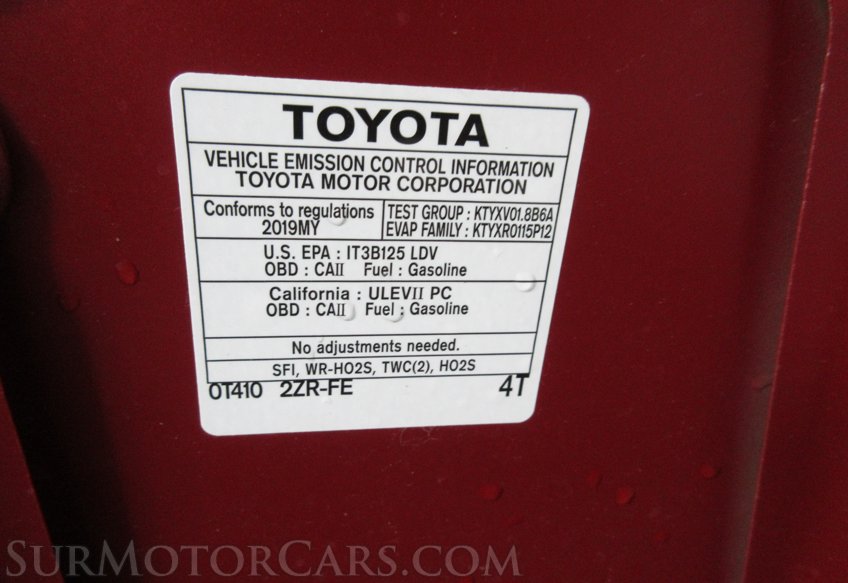 TOYOTA
VEHICLE EMISSION CONTROL INFORMATION
TOYOTA MOTOR CORPORATION
Conforms to regulations
2019MY
TEST GROUP : KTYXV01.8B6A
EVAP FAMILY : KTYXR0115P12
U.S. EPA : IT3B125 LDV
OBD : CAII Fuel : Gasoline
California : ULEVII PC
OBD : CAII Fuel : Gasoline
No adjustments needed.
SFI, WR-HO2S, TWC(2), HO2S
0T410 2ZR-FE 4T
SURMOTORCARS.COM